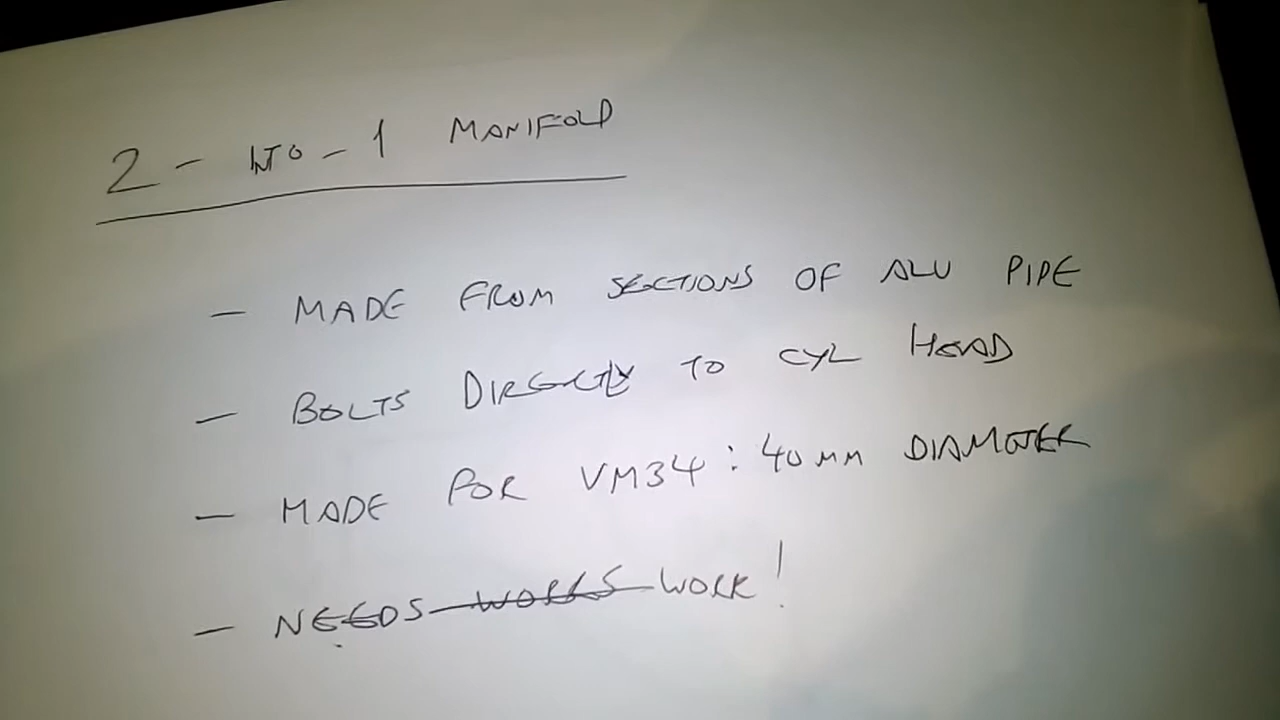 2 - INTO - 1 MANIFOLD
- MADE FROM SECTIONS OF ALU PIPE
- BOLTS DIRECTLY TO CYL HEAD
- MADE FOR VM34 : 40MM DIAMETER
- NEEDS WORKS WORK!